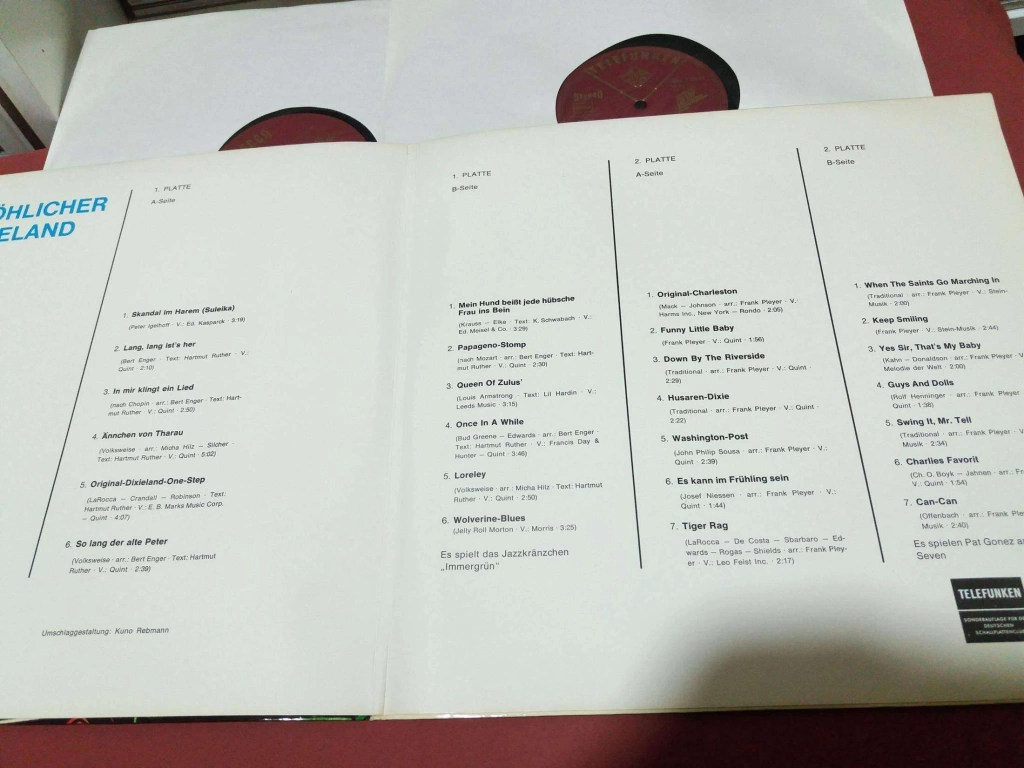 TELEFUNKEN
Stereo
ÖHLICHER
ELAND
1. PLATTE
A-Seite
1. Skandal im Harem (Suleika)
(Peter Igelhoff · V.: Ed. Kasparck · 3:19)
2. Lang, lang ist's her
(Bert Enger · Text: Hartmut Ruther · V.:
Quint · 2:10)
3. In mir klingt ein Lied
(nach Chopin · arr.: Bert Enger · Text: Hart-
mut Ruther · V.: Quint · 2:50)
4. Ännchen von Tharau
(Volksweise · arr.: Micha Hilz — Silcher ·
Text: Hartmut Ruther · V.: Quint · 5:02)
5. Original-Dixieland-One-Step
(LaRocca — Crandall — Robinson · Text:
Hartmut Ruther · V.: E. B. Marks Music Corp.
— Quint · 4:07)
6. So lang der alte Peter
(Volksweise · arr.: Bert Enger · Text: Hartmut
Ruther · V.: Quint · 2:39)
Umschlaggestaltung: Kuno Rebmann
1. PLATTE
B-Seite
1. Mein Hund beißt jede hübsche
Frau ins Bein
(Krauss — Elke · Text: K. Schwabach · V.:
Ed. Meisel & Co. · 3:29)
2. Papageno-Stomp
(nach Mozart · arr.: Bert Enger · Text: Hart-
mut Ruther · V.: Quint · 2:30)
3. Queen Of Zulus'
(Louis Armstrong · Text: Lil Hardin · V.:
Leeds Music · 3:15)
4. Once In A While
(Bud Greene — Edwards · arr.: Bert Enger ·
Text: Hartmut Ruther · V.: Francis Day &
Hunter — Quint · 3:46)
5. Loreley
(Volksweise · arr.: Micha Hilz · Text: Hartmut
Ruther · V.: Quint · 2:50)
6. Wolverine-Blues
(Jelly Roll Morton · V.: Morris · 3:25)
Es spielt das Jazzkränzchen
„Immergrün"
2. PLATTE
A-Seite
1. Original-Charleston
(Mack — Johnson · arr.: Frank Pleyer · V.:
Harms Inc., New York — Rondo · 2:05)
2. Funny Little Baby
(Frank Pleyer · V.: Quint · 1:56)
3. Down By The Riverside
(Traditional · arr.: Frank Pleyer · V.: Quint ·
2:29)
4. Husaren-Dixie
(Traditional · arr.: Frank Pleyer · V.: Quint ·
2:22)
5. Washington-Post
(John Philip Sousa · arr.: Frank Pleyer · V.:
Quint · 2:39)
6. Es kann im Frühling sein
(Josef Niessen · arr.: Frank Pleyer · V.:
Quint · 1:44)
7. Tiger Rag
(LaRocca — De Costa — Sbarbaro — Ed-
wards — Rogas — Shields · arr.: Frank Pley-
er · V.: Leo Feist Inc. · 2:17)
2. PLATTE
B-Seite
1. When The Saints Go Marching In
(Traditional · arr.: Frank Pleyer · V.: Stein-
Musik · 2:00)
2. Keep Smiling
(Frank Pleyer · V.: Stein-Musik · 2:44)
3. Yes Sir, That's My Baby
(Kahn — Donaldson · arr.: Frank Pleyer · V
Melodie der Welt · 2:00)
4. Guys And Dolls
(Rolf Henninger · arr.: Frank Pleyer
Quint · 1:38)
5. Swing It, Mr. Tell
(Traditional · arr.: Frank Pleyer · V
Musik · 2:34)
6. Charlies Favorit
(Ch. O. Boyk — Jahnen · arr.: Fr
V.: Quint · 1:54)
7. Can-Can
(Offenbach · arr.: Frank Ple
Musik · 2:40)
Es spielen Pat Gonez a
Seven
TELEFUNKEN
SONDERAUFLAGE FÜR DE
DEUTSCHEN
SCHALLPLATTENCLU